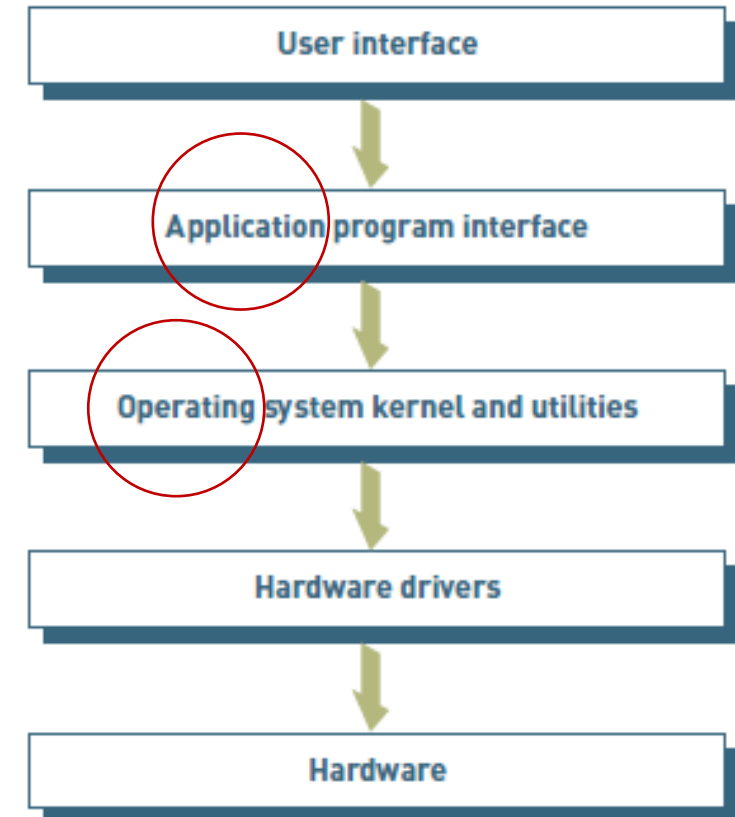 User interface
Application program interface
Operating system kernel and utilities
Hardware drivers
Hardware